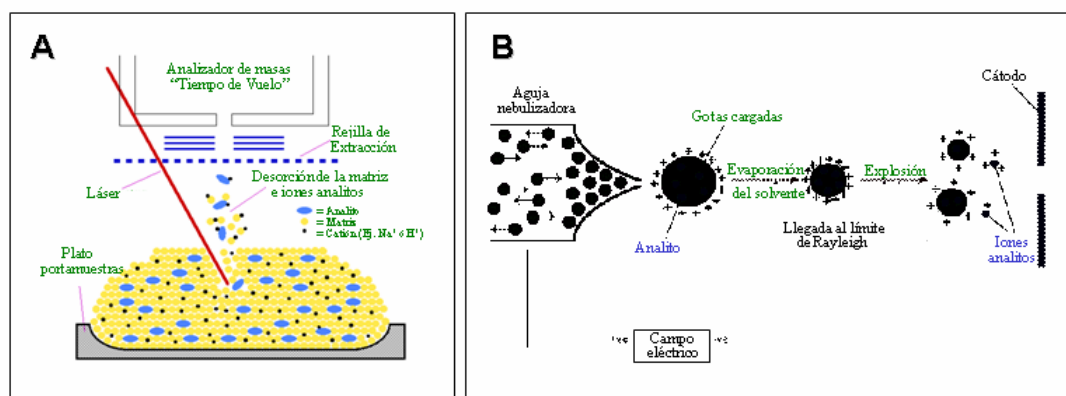 A
Analizador de masas
“Tiempo de Vuelo”
Rejilla de
Extracción
Láser
Desorción de la matriz
e iones analitos
= Analito
= Matriz
= Catión (Ej. Na⁺ ó H⁺)
Plato
portamuestras
B
Aguja
nebulizadora
Gotas cargadas
Cátodo
Evaporación
del solvente
Explosión
Analito
Llegada al límite
de Rayleigh
Iones
analitos
+ve
Campo
eléctrico
-ve